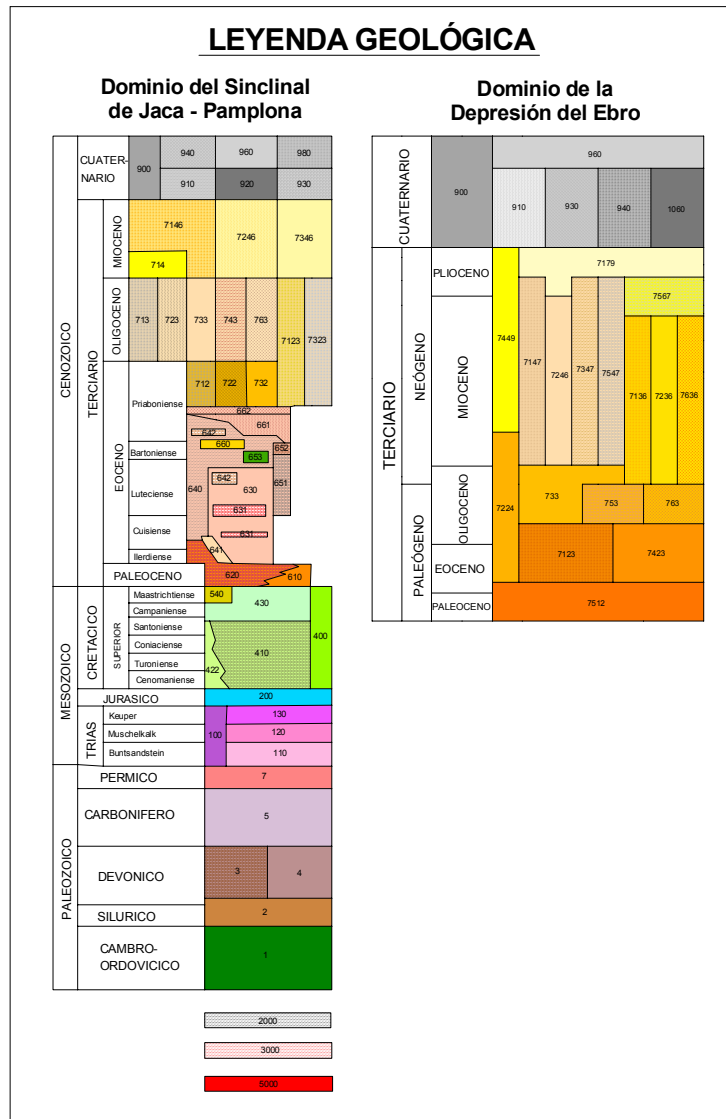 LEYENDA GEOLÓGICA
Dominio del Sinclinal
de Jaca - Pamplona
CENOZOICO
TERCIARIO
CUATER-
NARIO
900
940
960
980
910
920
930
MIOCENO
7146
7246
7346
714
OLIGOCENO
713
723
733
743
763
7123
7323
EOCENO
712
722
732
Priaboniense
662
661
642
660
Bartoniense
652
653
640
642
630
651
Luteciense
631
Cuisiense
631
641
Ilerdiense
PALEOCENO
620
610
MESOZOICO
CRETACICO
SUPERIOR
Maastrichtiense
540
430
Campaniense
400
Santoniense
Coniaciense
410
Turoniense
422
Cenomaniense
JURASICO
200
TRIAS
Keuper
100
130
Muschelkalk
120
Buntsandstein
110
PALEOZOICO
PERMICO
7
CARBONIFERO
5
DEVONICO
3
4
SILURICO
2
CAMBRO-
ORDOVICICO
1
2000
3000
5000
Dominio de la
Depresión del Ebro
CUATERNARIO
900
960
910
930
940
1060
TERCIARIO
NEÓGENO
PLIOCENO
7179
7567
MIOCENO
7449
7147
7246
7347
7547
7136
7236
7636
PALEÓGENO
OLIGOCENO
7224
733
753
763
EOCENO
7123
7423
PALEOCENO
7512